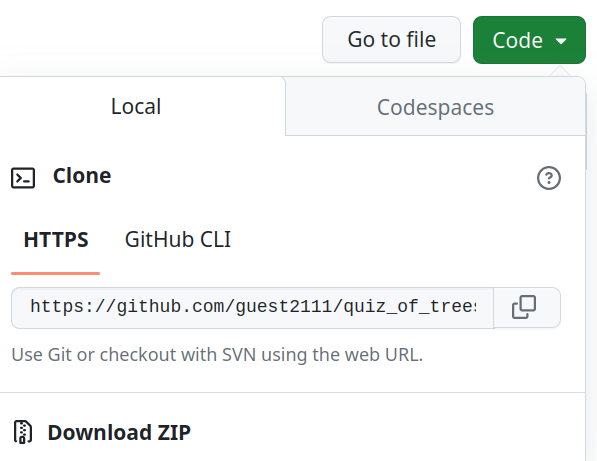 Go to file
Code
Local
Codespaces
Clone
HTTPS
GitHub CLI
https://github.com/guest2111/quiz_of_trees
Use Git or checkout with SVN using the web URL.
Download ZIP